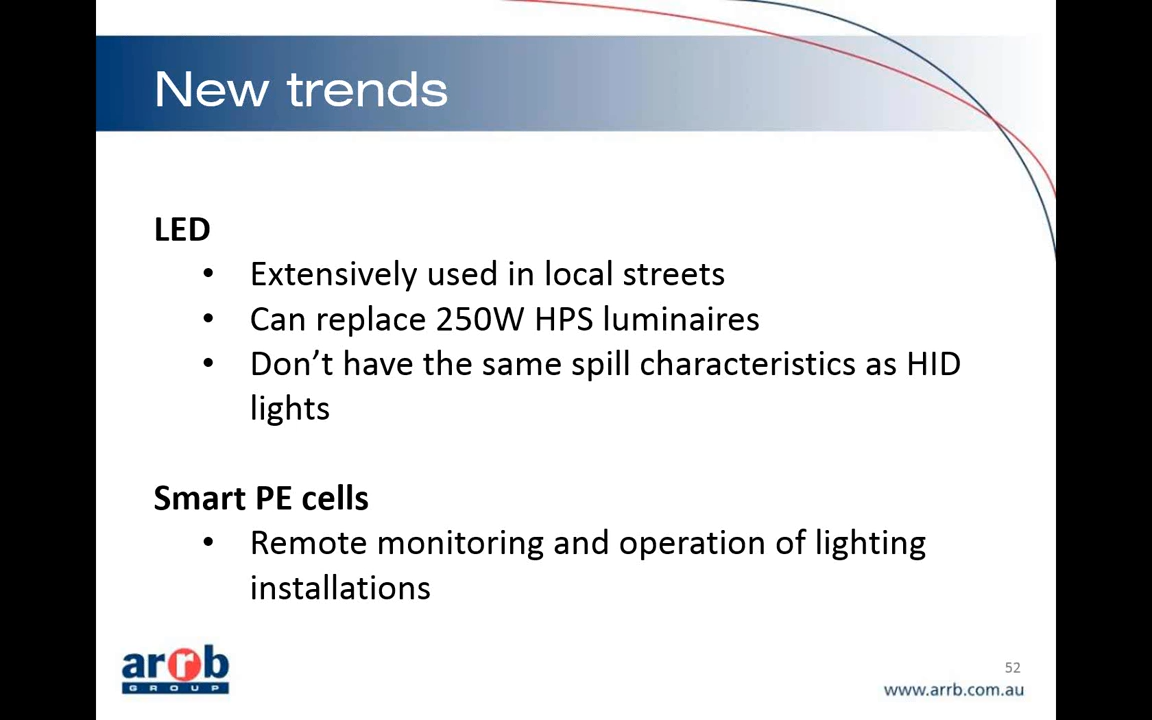 New trends
LED
• Extensively used in local streets
• Can replace 250W HPS luminaires
• Don’t have the same spill characteristics as HID
lights
Smart PE cells
• Remote monitoring and operation of lighting
installations
arrb
GROUP
52
www.arrb.com.au